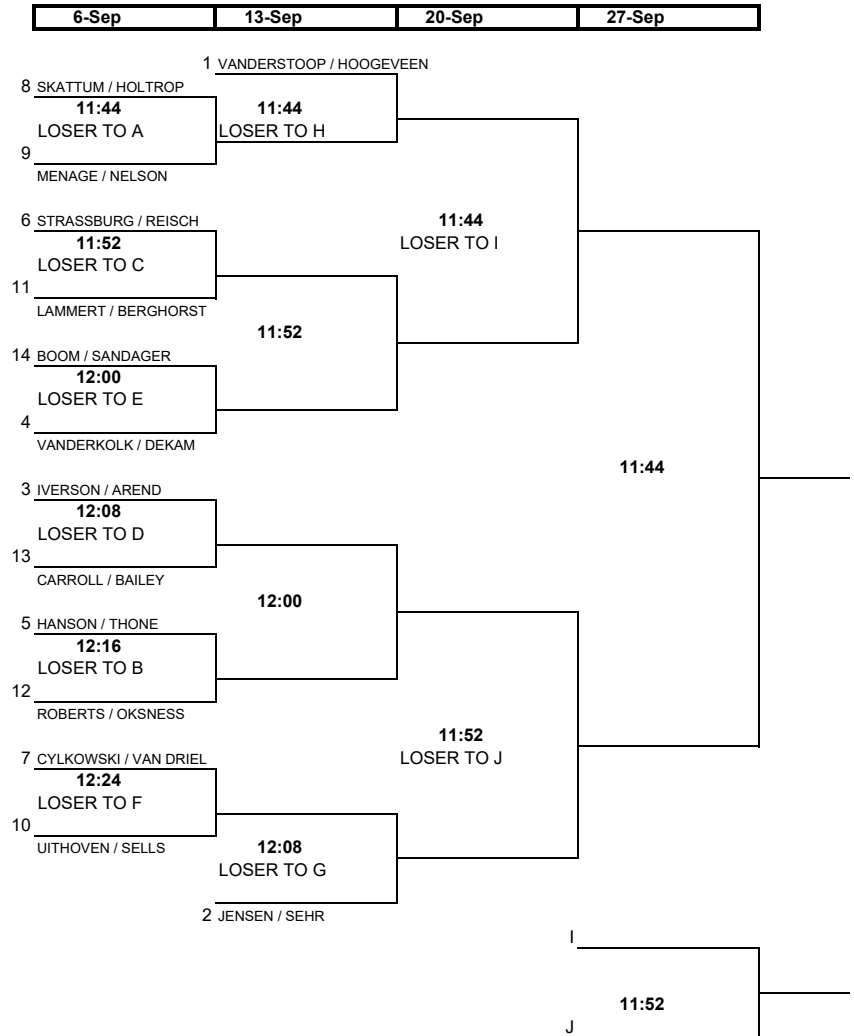 6-Sep 13-Sep 20-Sep 27-Sep
1 VANDERSTOOP / HOOGEVEEN
8 SKATTUM / HOLTROP
11:44 11:44
LOSER TO A LOSER TO H
9
MENAGE / NELSON
6 STRASSBURG / REISCH 11:44
11:52 LOSER TO I
LOSER TO C
11
LAMMERT / BERGHORST
11:52
14 BOOM / SANDAGER
12:00
LOSER TO E
4
VANDERKOLK / DEKAM
11:44
3 IVERSON / AREND
12:08
LOSER TO D
13
CARROLL / BAILEY
12:00
5 HANSON / THONE
12:16
LOSER TO B
12
ROBERTS / OKSNESS
11:52
7 CYLKOWSKI / VAN DRIEL LOSER TO J
12:24
LOSER TO F
10
UITHOVEN / SELLS 12:08
LOSER TO G
2 JENSEN / SEHR
I
11:52
J